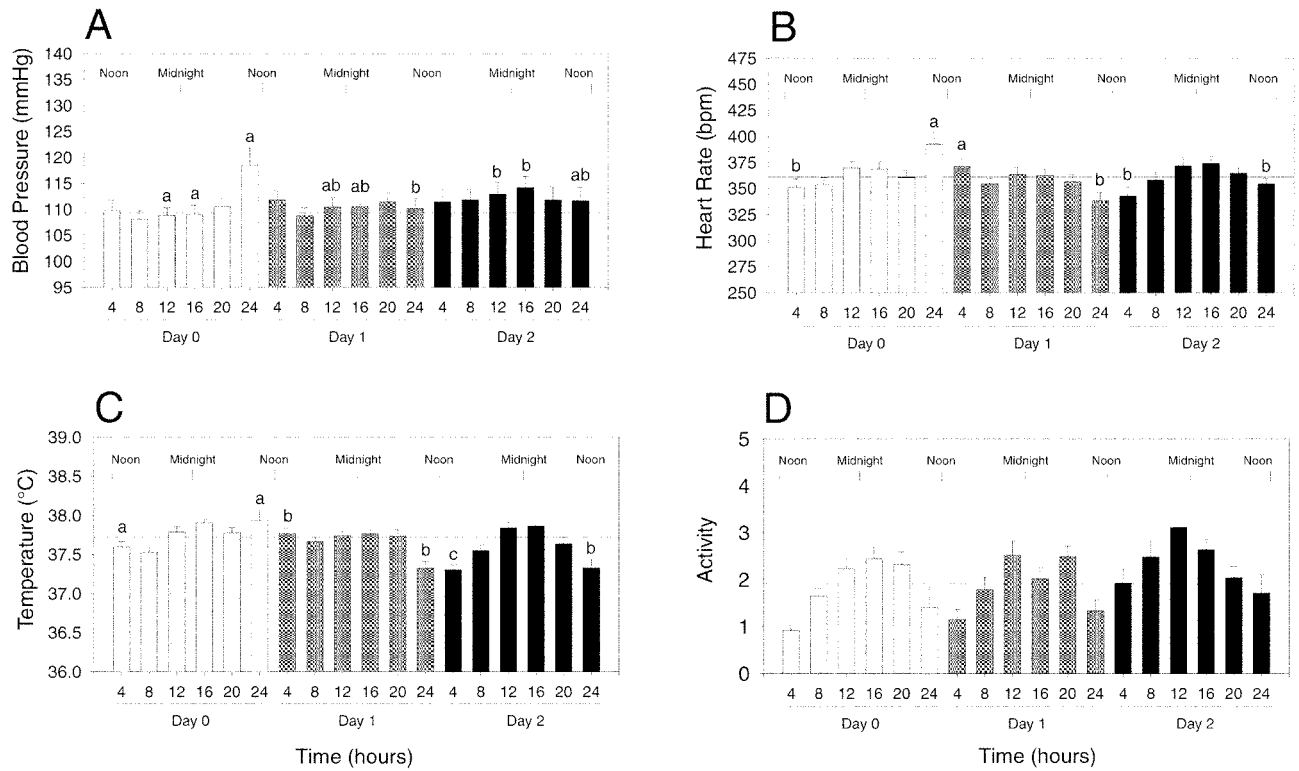 A
Blood Pressure (mmHg)
140
135
130
125
120
115
110
105
100
95
Noon Midnight Noon Midnight Noon Midnight Noon
a a a ab ab b b b ab
4 8 12 16 20 24 4 8 12 16 20 24 4 8 12 16 20 24
Day 0 Day 1 Day 2
B
Heart Rate (bpm)
475
450
425
400
375
350
325
300
275
250
Noon Midnight Noon Midnight Noon Midnight Noon
b a a b b b
4 8 12 16 20 24 4 8 12 16 20 24 4 8 12 16 20 24
Day 0 Day 1 Day 2
C
Temperature (°C)
39.0
38.5
38.0
37.5
37.0
36.5
36.0
Noon Midnight Noon Midnight Noon Midnight Noon
a a b b c b
4 8 12 16 20 24 4 8 12 16 20 24 4 8 12 16 20 24
Day 0 Day 1 Day 2
Time (hours)
D
Activity
5
4
3
2
1
0
Noon Midnight Noon Midnight Noon Midnight Noon
4 8 12 16 20 24 4 8 12 16 20 24 4 8 12 16 20 24
Day 0 Day 1 Day 2
Time (hours)